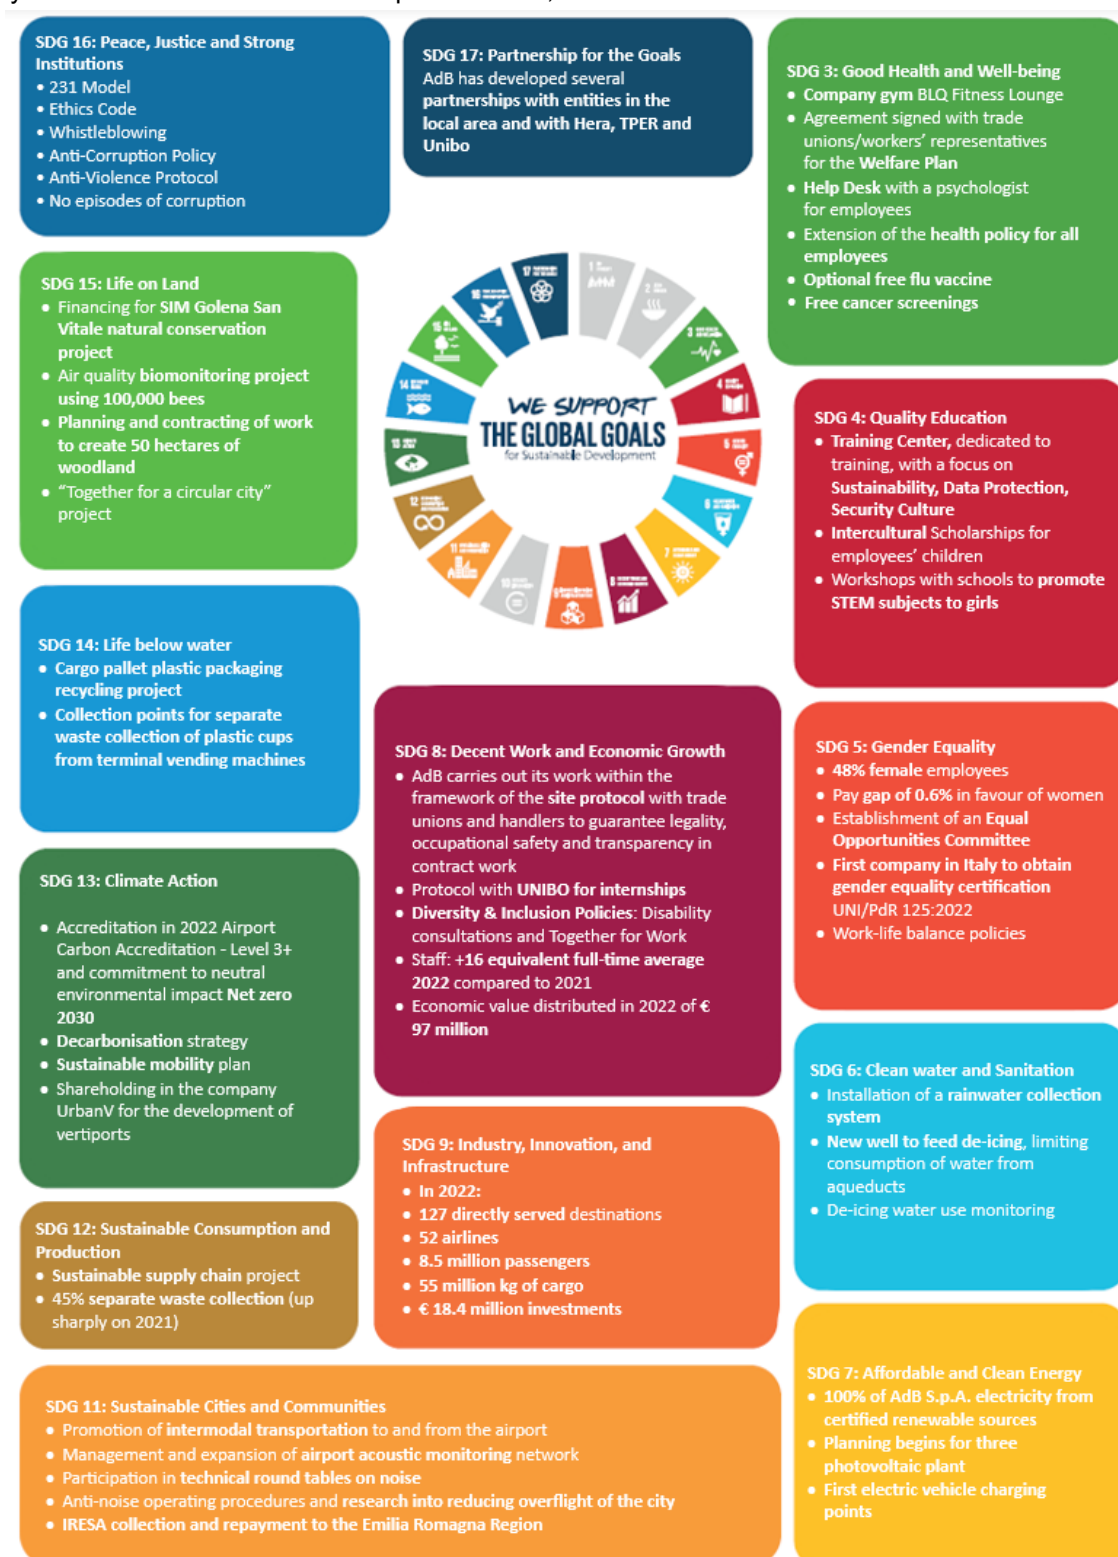 SDG 16: Peace, Justice and Strong
Institutions
• 231 Model
• Ethics Code
• Whistleblowing
• Anti-Corruption Policy
• Anti-Violence Protocol
• No episodes of corruption
SDG 17: Partnership for the Goals
AdB has developed several
partnerships with entities in the
local area and with Hera, TPER and
Unibo
SDG 3: Good Health and Well-being
• Company gym BLQ Fitness Lounge
• Agreement signed with trade
unions/workers' representatives
for the Welfare Plan
• Help Desk with a psychologist
for employees
• Extension of the health policy for all
employees
• Optional free flu vaccine
• Free cancer screenings
SDG 15: Life on Land
• Financing for SIM Golena San
Vitale natural conservation
project
• Air quality biomonitoring project
using 100,000 bees
• Planning and contracting of work
to create 50 hectares of
woodland
• "Together for a circular city"
project
WE SUPPORT
THE GLOBAL GOALS
for Sustainable Development
17
16
15
14
13
12
11
10
9
8
7
6
5
4
3
2
1
SDG 4: Quality Education
• Training Center, dedicated to
training, with a focus on
Sustainability, Data Protection,
Security Culture
• Intercultural Scholarships for
employees' children
• Workshops with schools to promote
STEM subjects to girls
SDG 14: Life below water
• Cargo pallet plastic packaging
recycling project
• Collection points for separate
waste collection of plastic cups
from terminal vending machines
SDG 8: Decent Work and Economic Growth
• AdB carries out its work within the
framework of the site protocol with trade
unions and handlers to guarantee legality,
occupational safety and transparency in
contract work
• Protocol with UNIBO for internships
• Diversity & Inclusion Policies: Disability
consultations and Together for Work
• Staff: +16 equivalent full-time average
2022 compared to 2021
• Economic value distributed in 2022 of €
97 million
SDG 5: Gender Equality
• 48% female employees
• Pay gap of 0.6% in favour of women
• Establishment of an Equal
Opportunities Committee
• First company in Italy to obtain
gender equality certification
UNI/PdR 125:2022
• Work-life balance policies
SDG 13: Climate Action
• Accreditation in 2022 Airport
Carbon Accreditation - Level 3+
and commitment to neutral
environmental impact Net zero
2030
• Decarbonisation strategy
• Sustainable mobility plan
• Shareholding in the company
UrbanV for the development of
vertiports
SDG 6: Clean water and Sanitation
• Installation of a rainwater collection
system
• New well to feed de-icing, limiting
consumption of water from
aqueducts
• De-icing water use monitoring
SDG 9: Industry, Innovation, and
Infrastructure
• In 2022:
• 127 directly served destinations
• 52 airlines
• 8.5 million passengers
• 55 million kg of cargo
• € 18.4 million investments
SDG 12: Sustainable Consumption and
Production
• Sustainable supply chain project
• 45% separate waste collection (up
sharply on 2021)
SDG 7: Affordable and Clean Energy
• 100% of AdB S.p.A. electricity from
certified renewable sources
• Planning begins for three
photovoltaic plant
• First electric vehicle charging
points
SDG 11: Sustainable Cities and Communities
• Promotion of intermodal transportation to and from the airport
• Management and expansion of airport acoustic monitoring network
• Participation in technical round tables on noise
• Anti-noise operating procedures and research into reducing overflight of the city
• IRESA collection and repayment to the Emilia Romagna Region